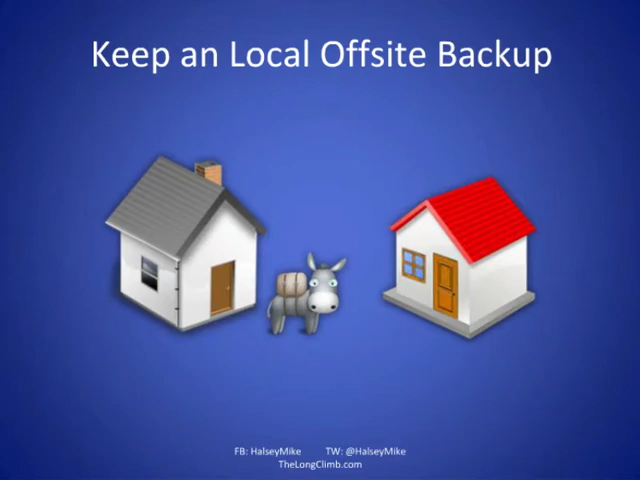 Keep an Local Offsite Backup
FB: HalseyMike TW: @HalseyMike
TheLongClimb.com